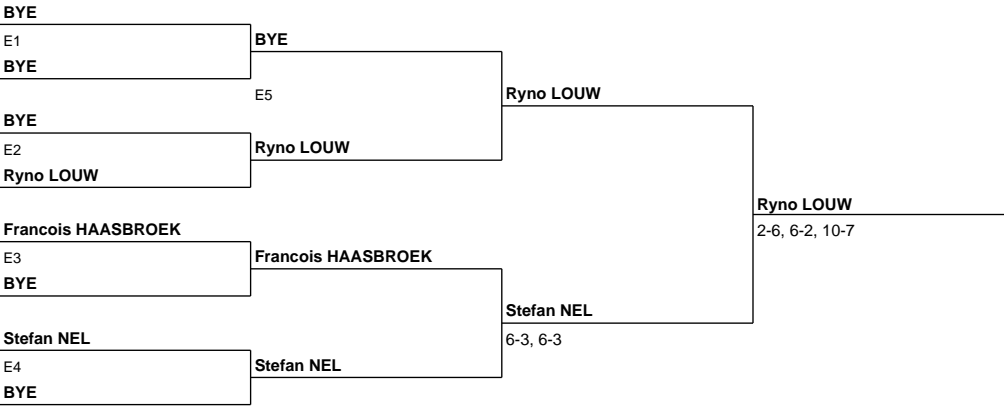 BYE
E1
BYE
BYE
E5
BYE
E2
Ryno LOUW
Ryno LOUW
Ryno LOUW
Francois HAASBROEK
E3
BYE
Francois HAASBROEK
Stefan NEL
E4
BYE
Stefan NEL
Stefan NEL
6-3, 6-3
Ryno LOUW
2-6, 6-2, 10-7